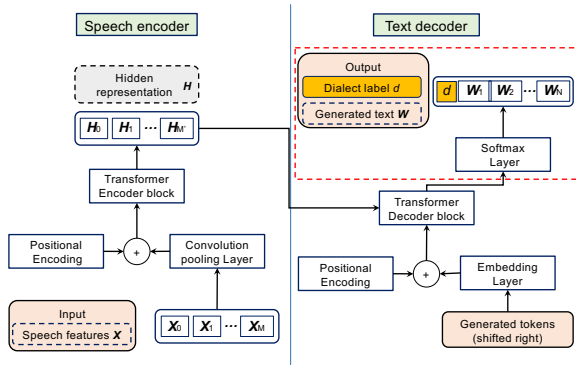 Speech encoder
Hidden
representation H
H0 H1 ... HM'
Transformer
Encoder block
Positional
Encoding
+
Convolution
pooling Layer
Input
Speech features X
X0 X1 ... XM
Text decoder
Output
Dialect label d
Generated text W
d W1 W2 ... WN
Softmax
Layer
Transformer
Decoder block
Positional
Encoding
+
Embedding
Layer
Generated tokens
(shifted right)